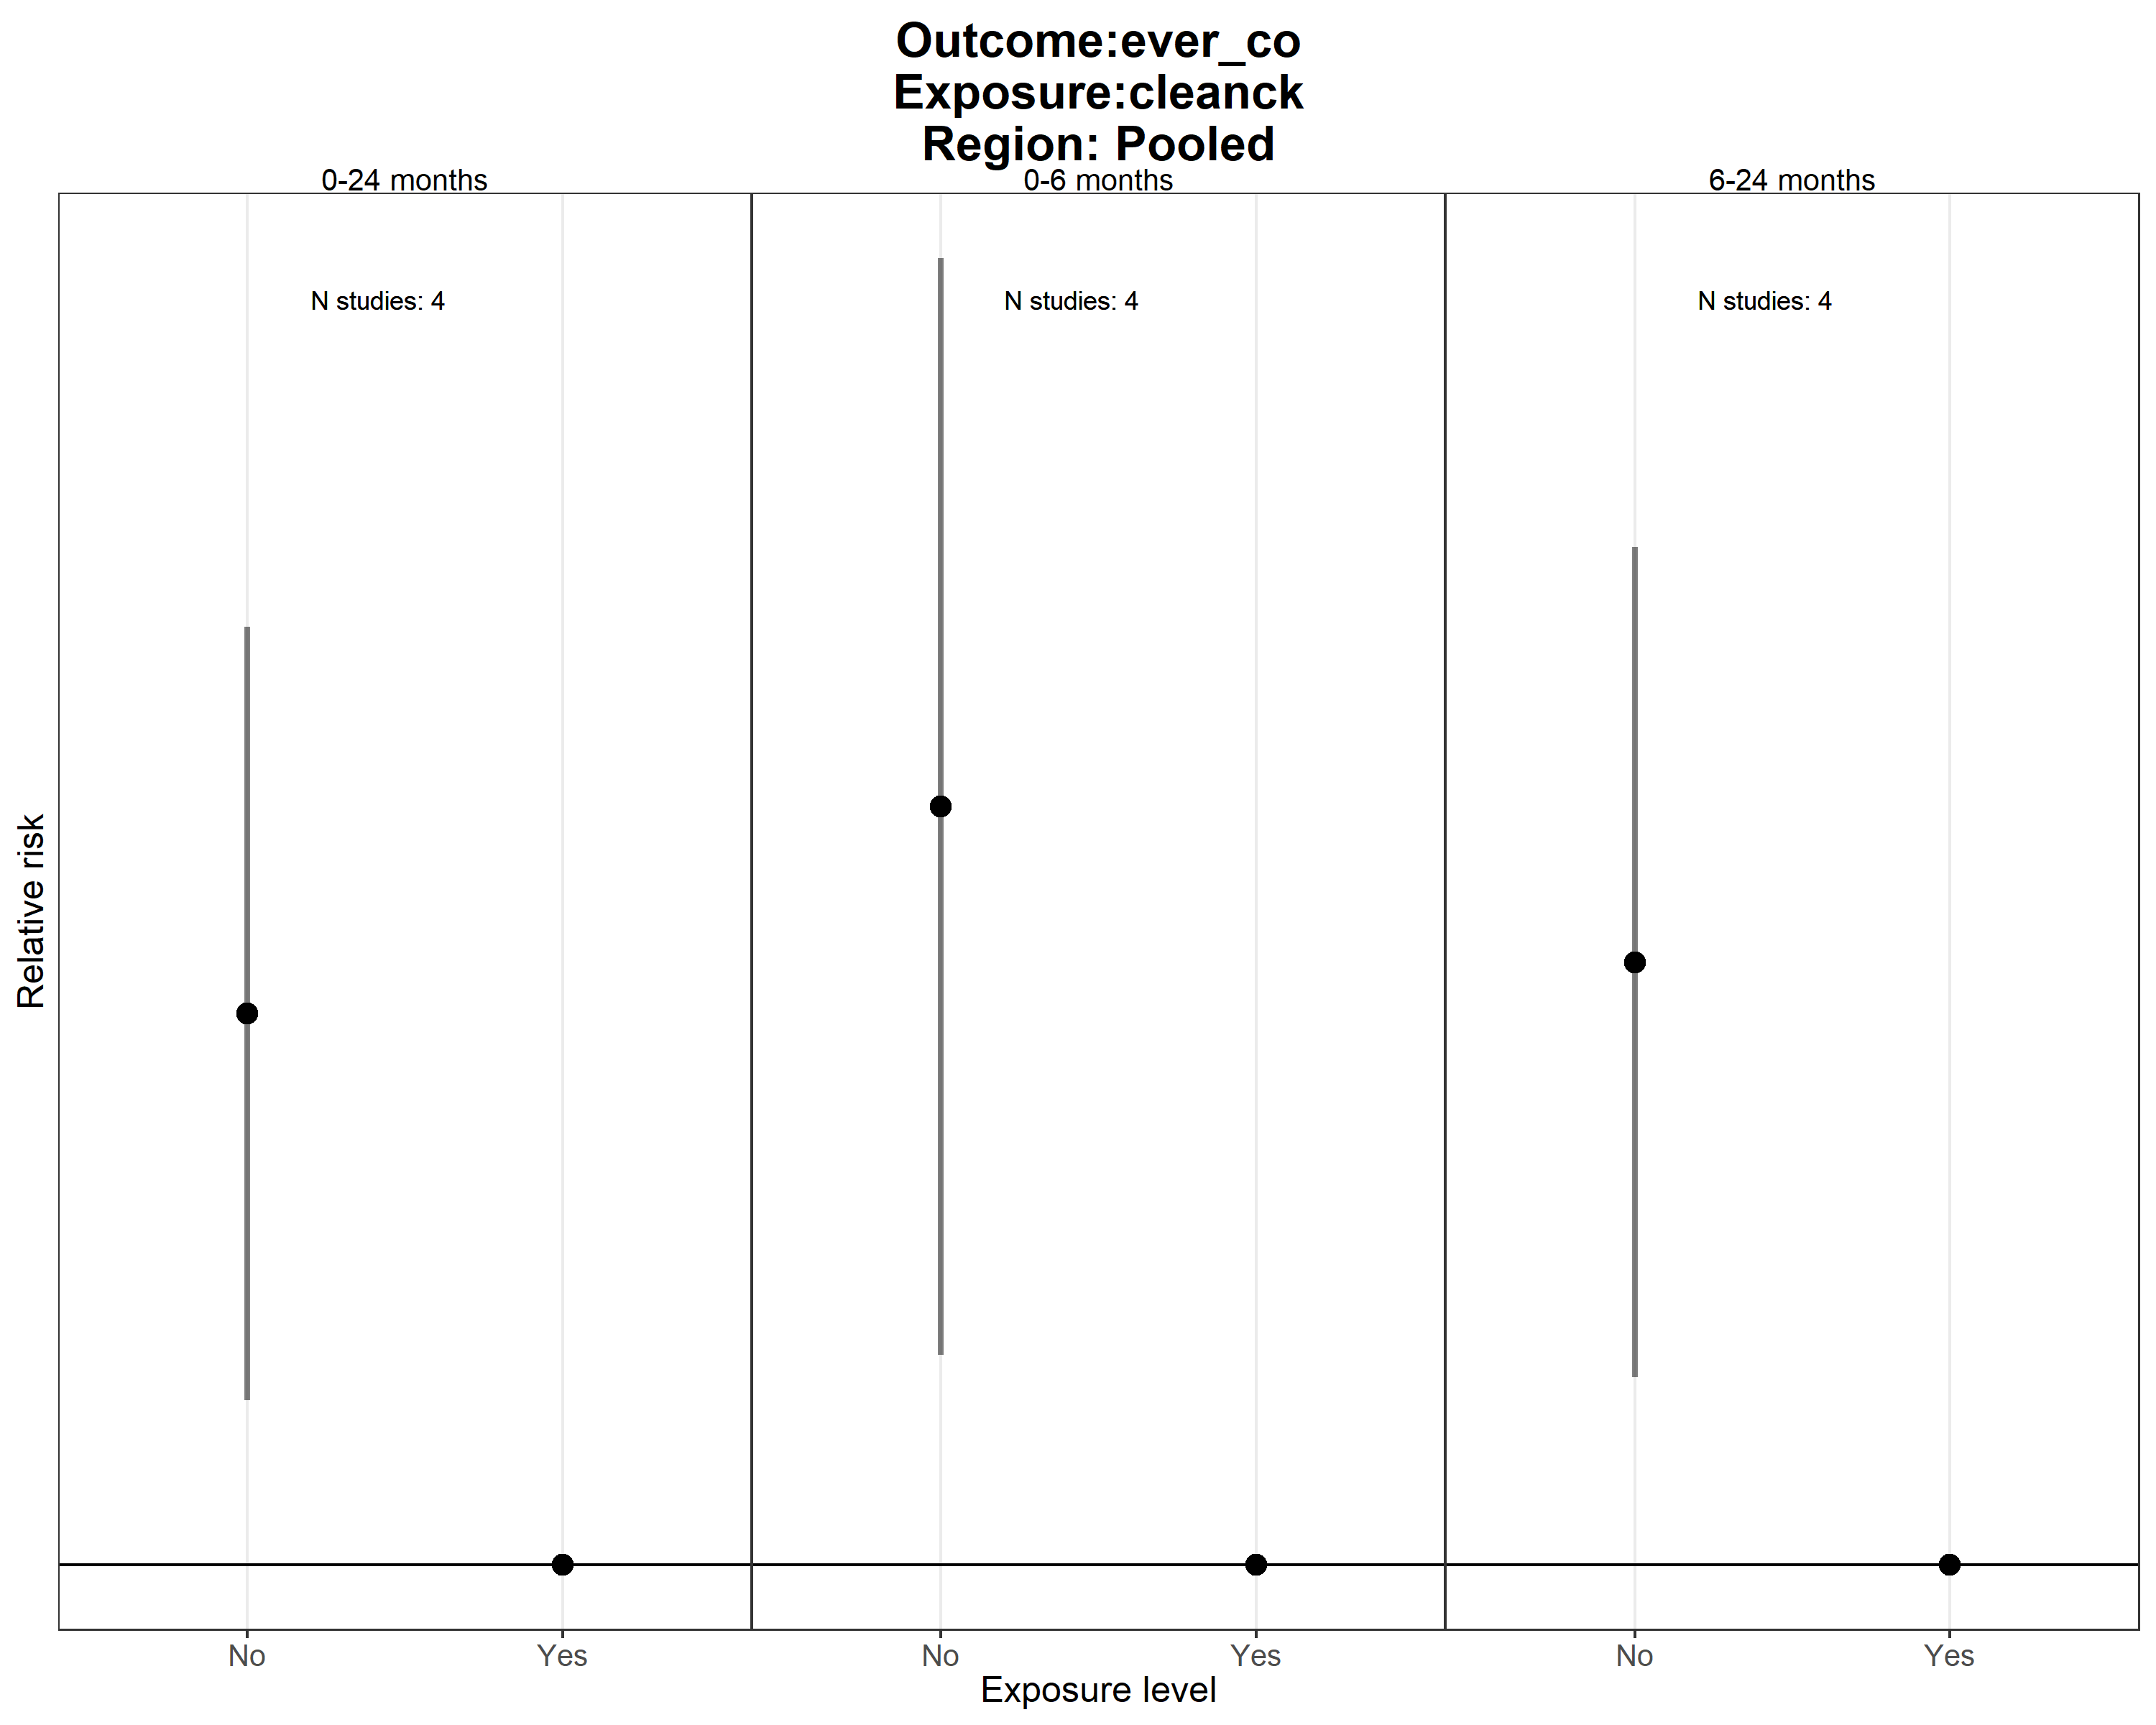 Outcome:ever_co
Exposure:cleanck
Region: Pooled
0-24 months
0-6 months
6-24 months
N studies: 4
N studies: 4
N studies: 4
Relative risk
No
Yes
No
Yes
No
Yes
Exposure level